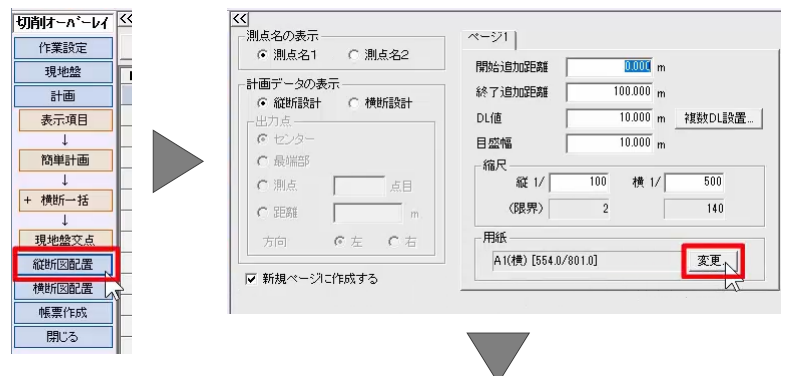 切削オーバーレイ
作業設定
現地盤
計画
表示項目
↓
簡単計画
↓
+ 横断一括
↓
現地盤交点
縦断図配置
横断図配置
帳票作成
閉じる
<<
<<
測点名の表示
測点名1 測点名2
計画データの表示
縦断設計 横断設計
出力点
センター
最端部
測点 点目
距離 m
方向 左 右
新規ページに作成する
ページ1
開始追加距離 0.000 m
終了追加距離 100.000 m
DL値 10.000 m 複数DL設置...
目盛幅 10.000 m
縮尺
縦 1/ 100 横 1/ 500
(限界) 2 140
用紙
A1(横) [554.0/801.0] 変更...